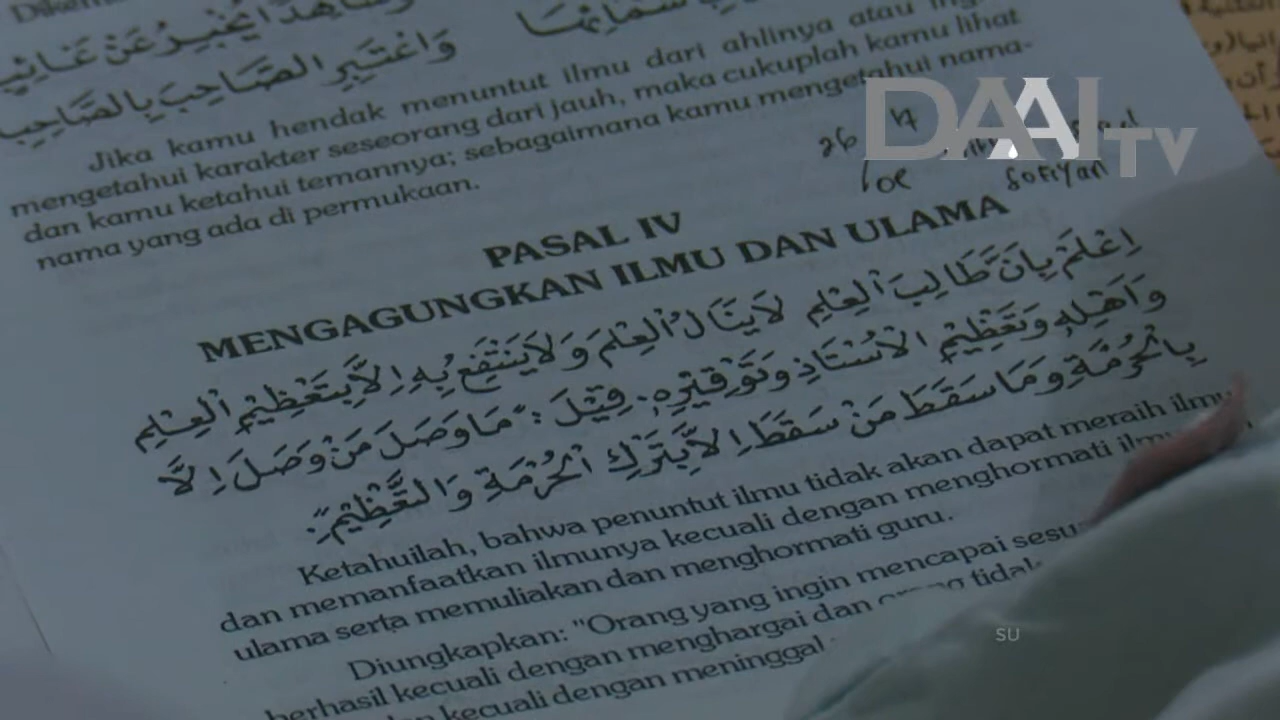 وَاعْتَبِرِ الصَّاحِبَ بِالصَّاحِبِ
Jika kamu hendak menuntut ilmu dari ahlinya atau
mengetahui karakter seseorang dari jauh, maka cukuplah kamu lihat
dan kamu ketahui temannya; sebagaimana kamu mengetahui nama-
nama yang ada di permukaan.
DAAI TV
26
Sofiyan
PASAL IV
MENGAGUNGKAN ILMU DAN ULAMA
اِعْلَمْ بِاَنَّ طَالِبَ الْعِلْمِ لَايَنَالُ الْعِلْمَ وَلَايَنْتَفِعُ بِهِ اِلَّابِتَعْظِيْمِ الْعِلْمِ
وَاَهْلِهِ وَتَعْظِيْمِ الْاُسْتَاذِ وَتَوْقِيْرِهِ. قِيْلَ: "مَاوَصَلَ مَنْ وَصَلَ اِلَّا
بِالْحُرْمَةِ وَمَاسَقَطَ مَنْ سَقَطَ اِلَّابِتَرْكِ الْحُرْمَةِ وَالتَّعْظِيْمِ".
Ketahuilah, bahwa penuntut ilmu tidak akan dapat meraih ilmu
dan memanfaatkan ilmunya kecuali dengan menghormati
ulama serta memuliakan dan menghormati guru.
Diungkapkan: "Orang yang ingin mencapai
berhasil kecuali dengan menghargai dan orang tidak
kecuali dengan meninggal
SU